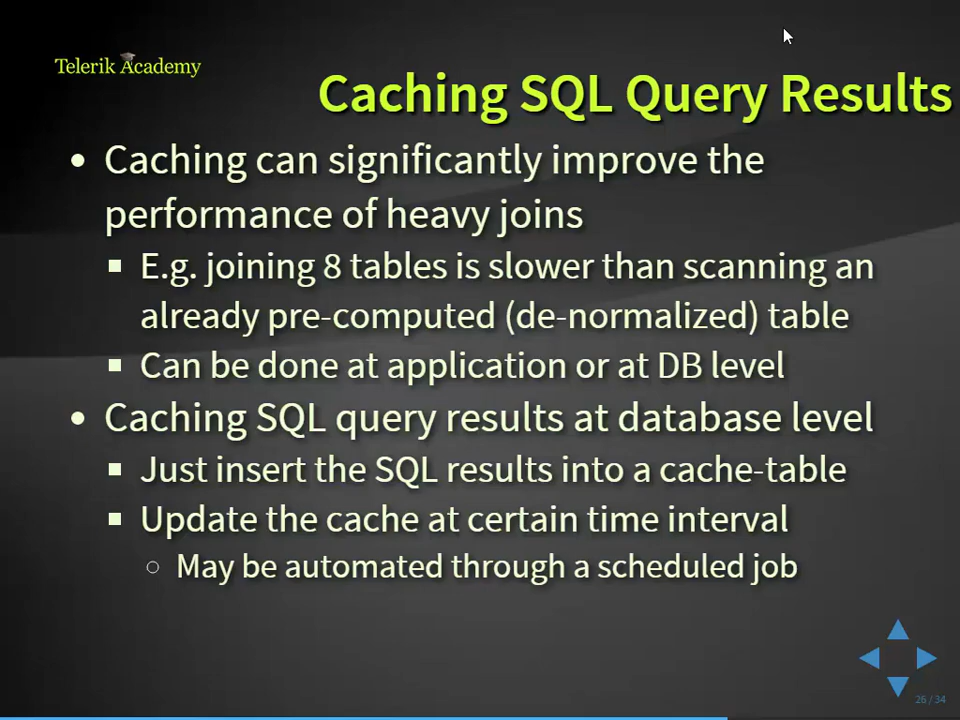 Telerik Academy
Caching SQL Query Results
• Caching can significantly improve the
performance of heavy joins
▪ E.g. joining 8 tables is slower than scanning an
already pre-computed (de-normalized) table
▪ Can be done at application or at DB level
• Caching SQL query results at database level
▪ Just insert the SQL results into a cache-table
▪ Update the cache at certain time interval
○ May be automated through a scheduled job
26 / 34